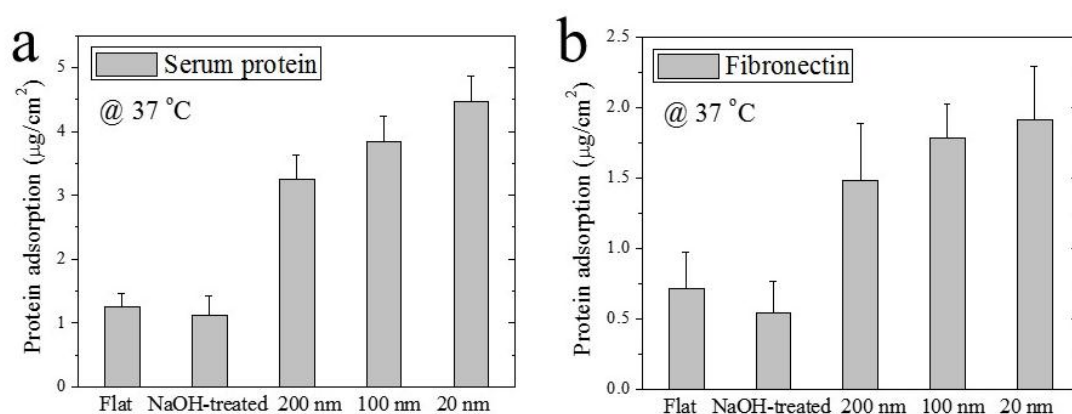 a
Serum protein
@ 37 °C
Protein adsorption (μg/cm²)
5
4
3
2
1
0
Flat NaOH-treated 200 nm 100 nm 20 nm
b
Fibronectin
@ 37 °C
Protein adsorption (μg/cm²)
2.5
2.0
1.5
1.0
0.5
0.0
Flat NaOH-treated 200 nm 100 nm 20 nm